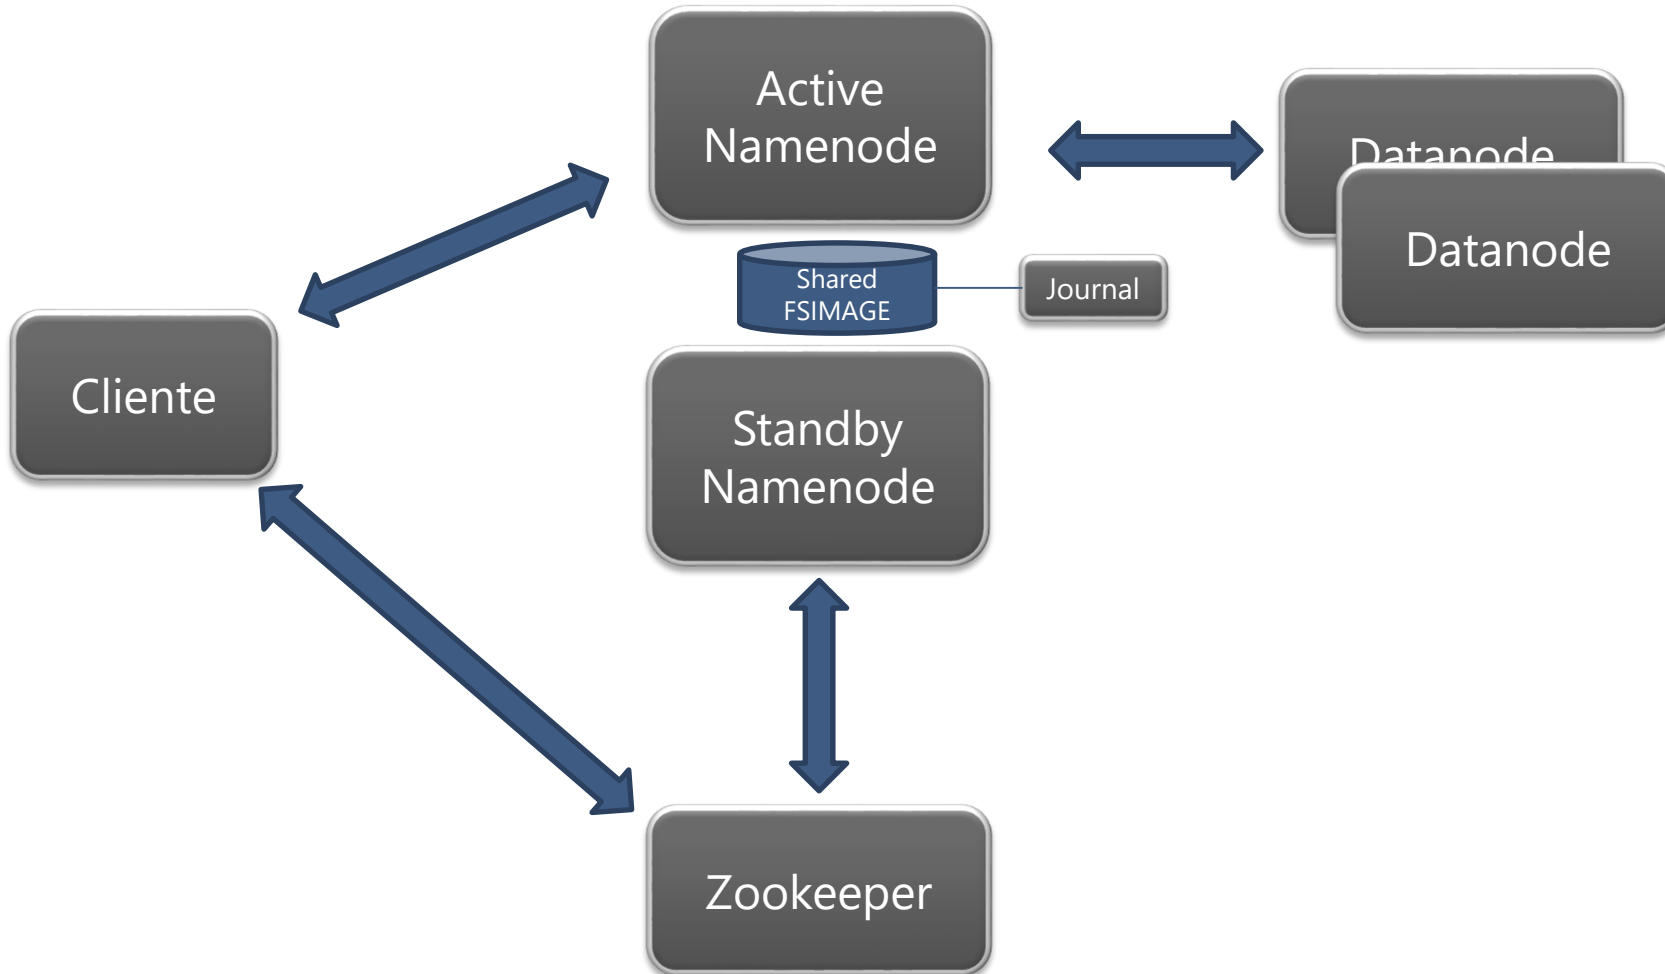 Active
Namenode
Datanode
Datanode
Shared
FSIMAGE
Journal
Cliente
Standby
Namenode
Zookeeper